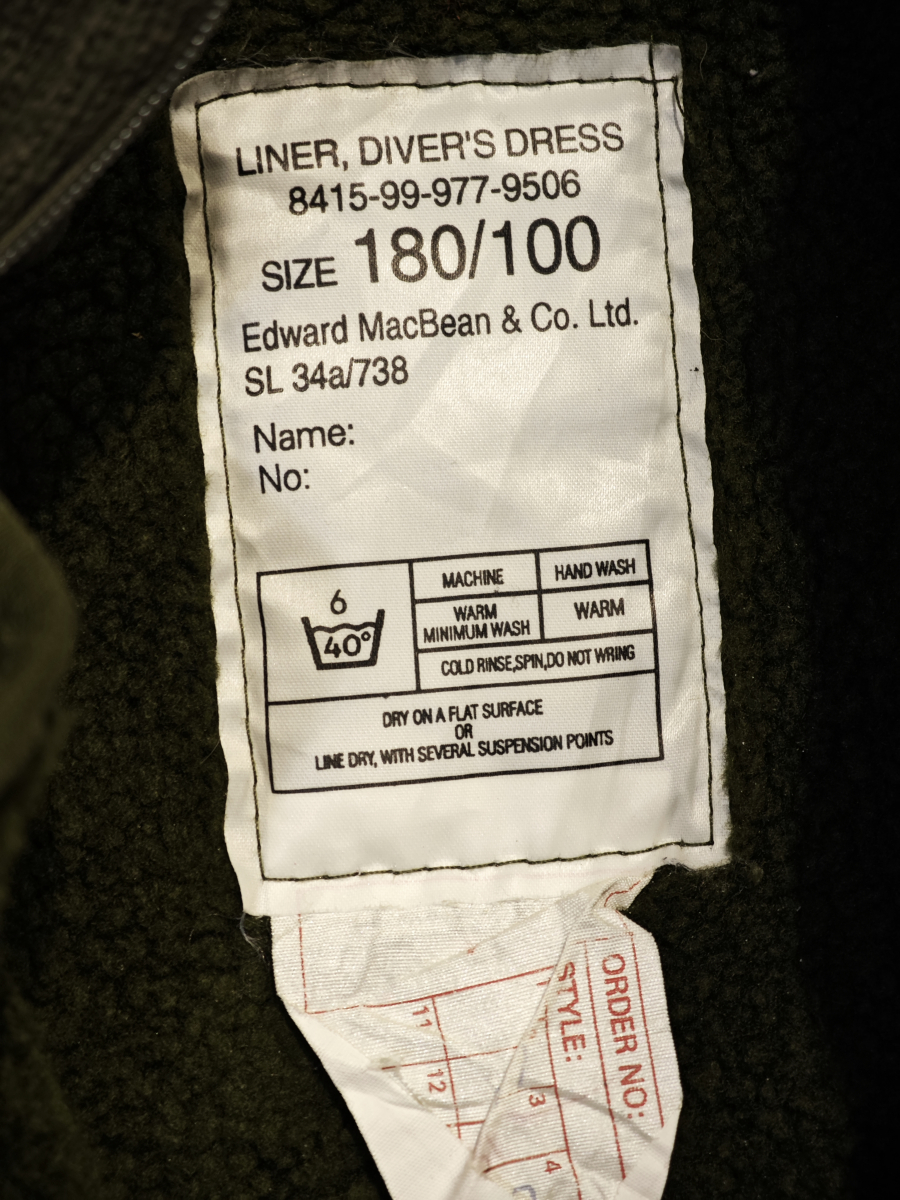 LINER, DIVER'S DRESS
8415-99-977-9506
SIZE 180/100
Edward MacBean & Co. Ltd.
SL 34a/738
Name:
No:
6
40°
MACHINE
HAND WASH
WARM
MINIMUM WASH
WARM
COLD RINSE,SPIN,DO NOT WRING
DRY ON A FLAT SURFACE
OR
LINE DRY, WITH SEVERAL SUSPENSION POINTS
ORDER NO:
STYLE:
3
4
11
12